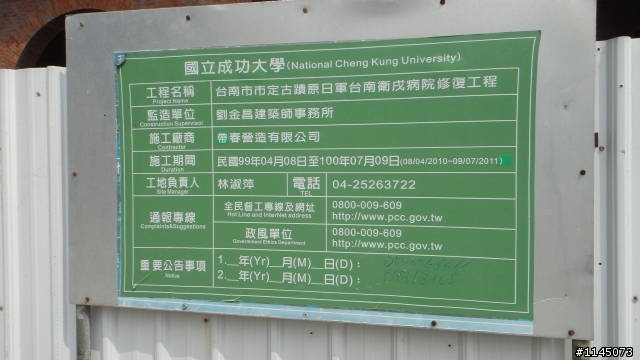 國立成功大學(National Cheng Kung University)
工程名稱 台南市市定古蹟原日軍台南衛戍病院修復工程
Project Name
監造單位 劉金昌建築師事務所
Construction Supervisor
施工廠商 帶春營造有限公司
Contractor
施工期間 民國99年04月08日至100年07月09日(08/04/2010~09/07/2011)
Duration
工地負責人 林淑萍 電話 04-25263722
Site Manager TEL
通報專線 全民督工專線及網址 0800-009-609
Complaints&Suggestions Hot Line and InterNet address http://www.pcc.gov.tw
政風單位 0800-009-609
Government Ethics Department http://www.pcc.gov.tw
重要公告事項 1.__年(Yr)__月(M)__日(D):
Notice 2.__年(Yr)__月(M)__日(D):
#1145073